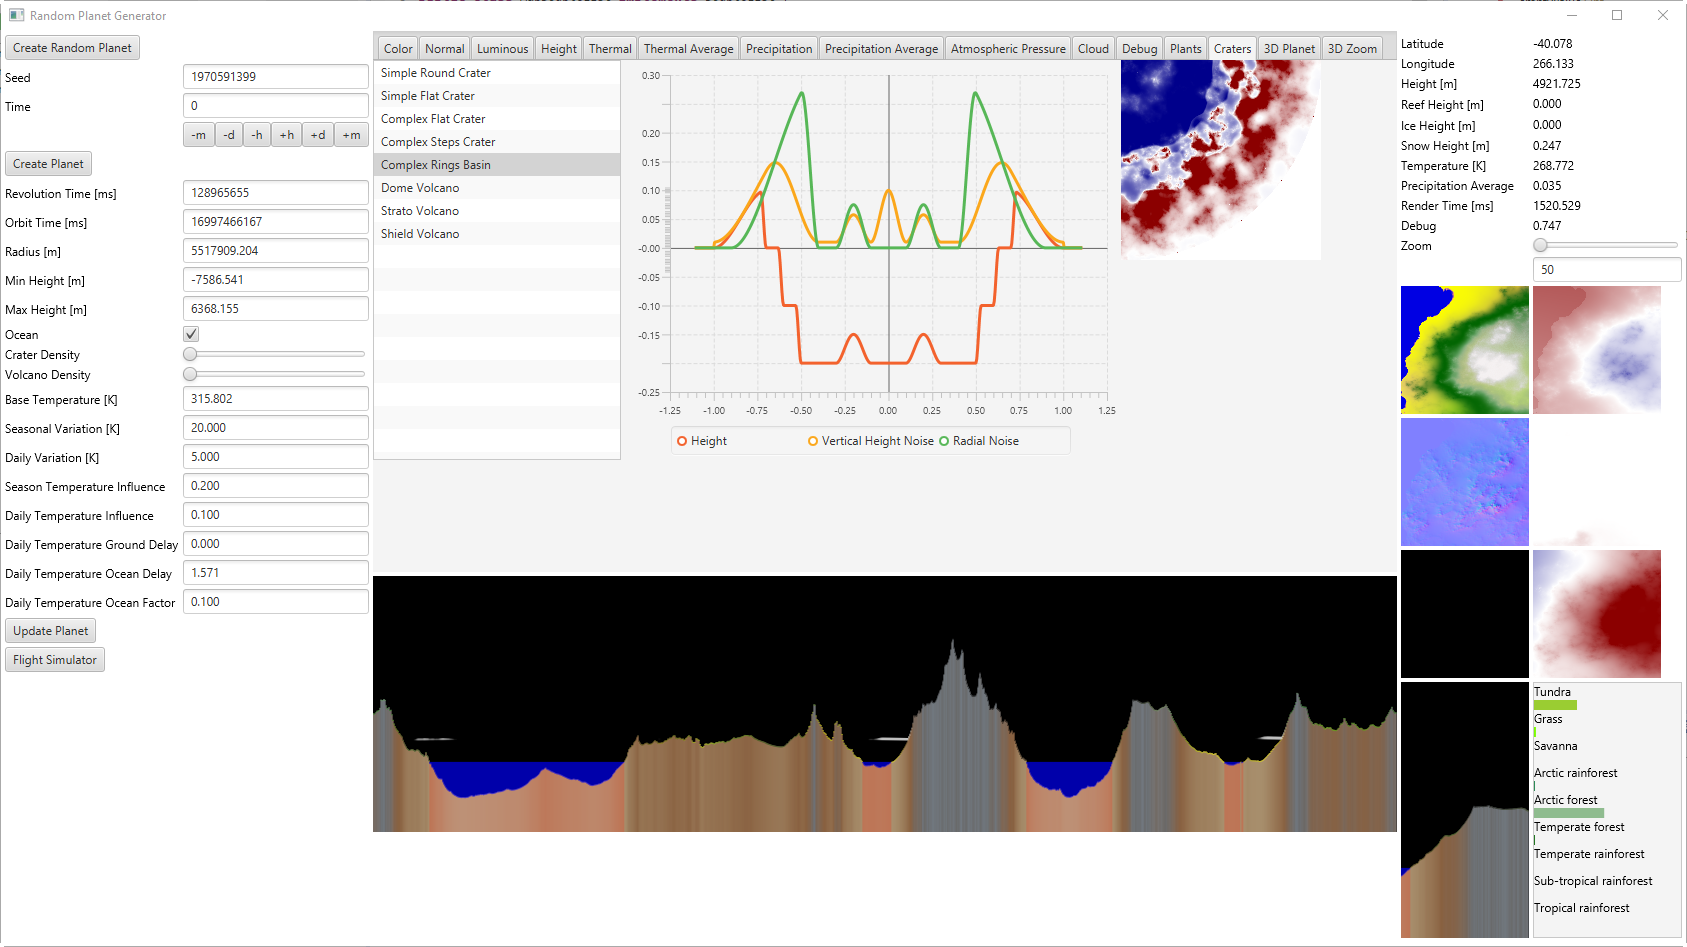 Random Planet Generator
Create Random Planet
Seed 1970591399
Time 0
-m -d -h +h +d +m
Create Planet
Revolution Time [ms] 128965655
Orbit Time [ms] 16997466167
Radius [m] 5517909.204
Min Height [m] -7586.541
Max Height [m] 6368.155
Ocean
Crater Density
Volcano Density
Base Temperature [K] 315.802
Seasonal Variation [K] 20.000
Daily Variation [K] 5.000
Season Temperature Influence 0.200
Daily Temperature Influence 0.100
Daily Temperature Ground Delay 0.000
Daily Temperature Ocean Delay 1.571
Daily Temperature Ocean Factor 0.100
Update Planet
Flight Simulator
Color Normal Luminous Height Thermal Thermal Average Precipitation Precipitation Average Atmospheric Pressure Cloud Debug Plants Craters 3D Planet 3D Zoom
Simple Round Crater
Simple Flat Crater
Complex Flat Crater
Complex Steps Crater
Complex Rings Basin
Dome Volcano
Strato Volcano
Shield Volcano
0.30
0.20
0.15
0.10
0.05
-0.00
-0.05
-0.10
-0.15
-0.25
-1.25 -1.00 -0.75 -0.50 -0.25 0.00 0.25 0.50 0.75 1.00 1.25
Height Vertical Height Noise Radial Noise
Latitude -40.078
Longitude 266.133
Height [m] 4921.725
Reef Height [m] 0.000
Ice Height [m] 0.000
Snow Height [m] 0.247
Temperature [K] 268.772
Precipitation Average 0.035
Render Time [ms] 1520.529
Debug 0.747
Zoom
50
Tundra
Grass
Savanna
Arctic rainforest
Arctic forest
Temperate forest
Temperate rainforest
Sub-tropical rainforest
Tropical rainforest